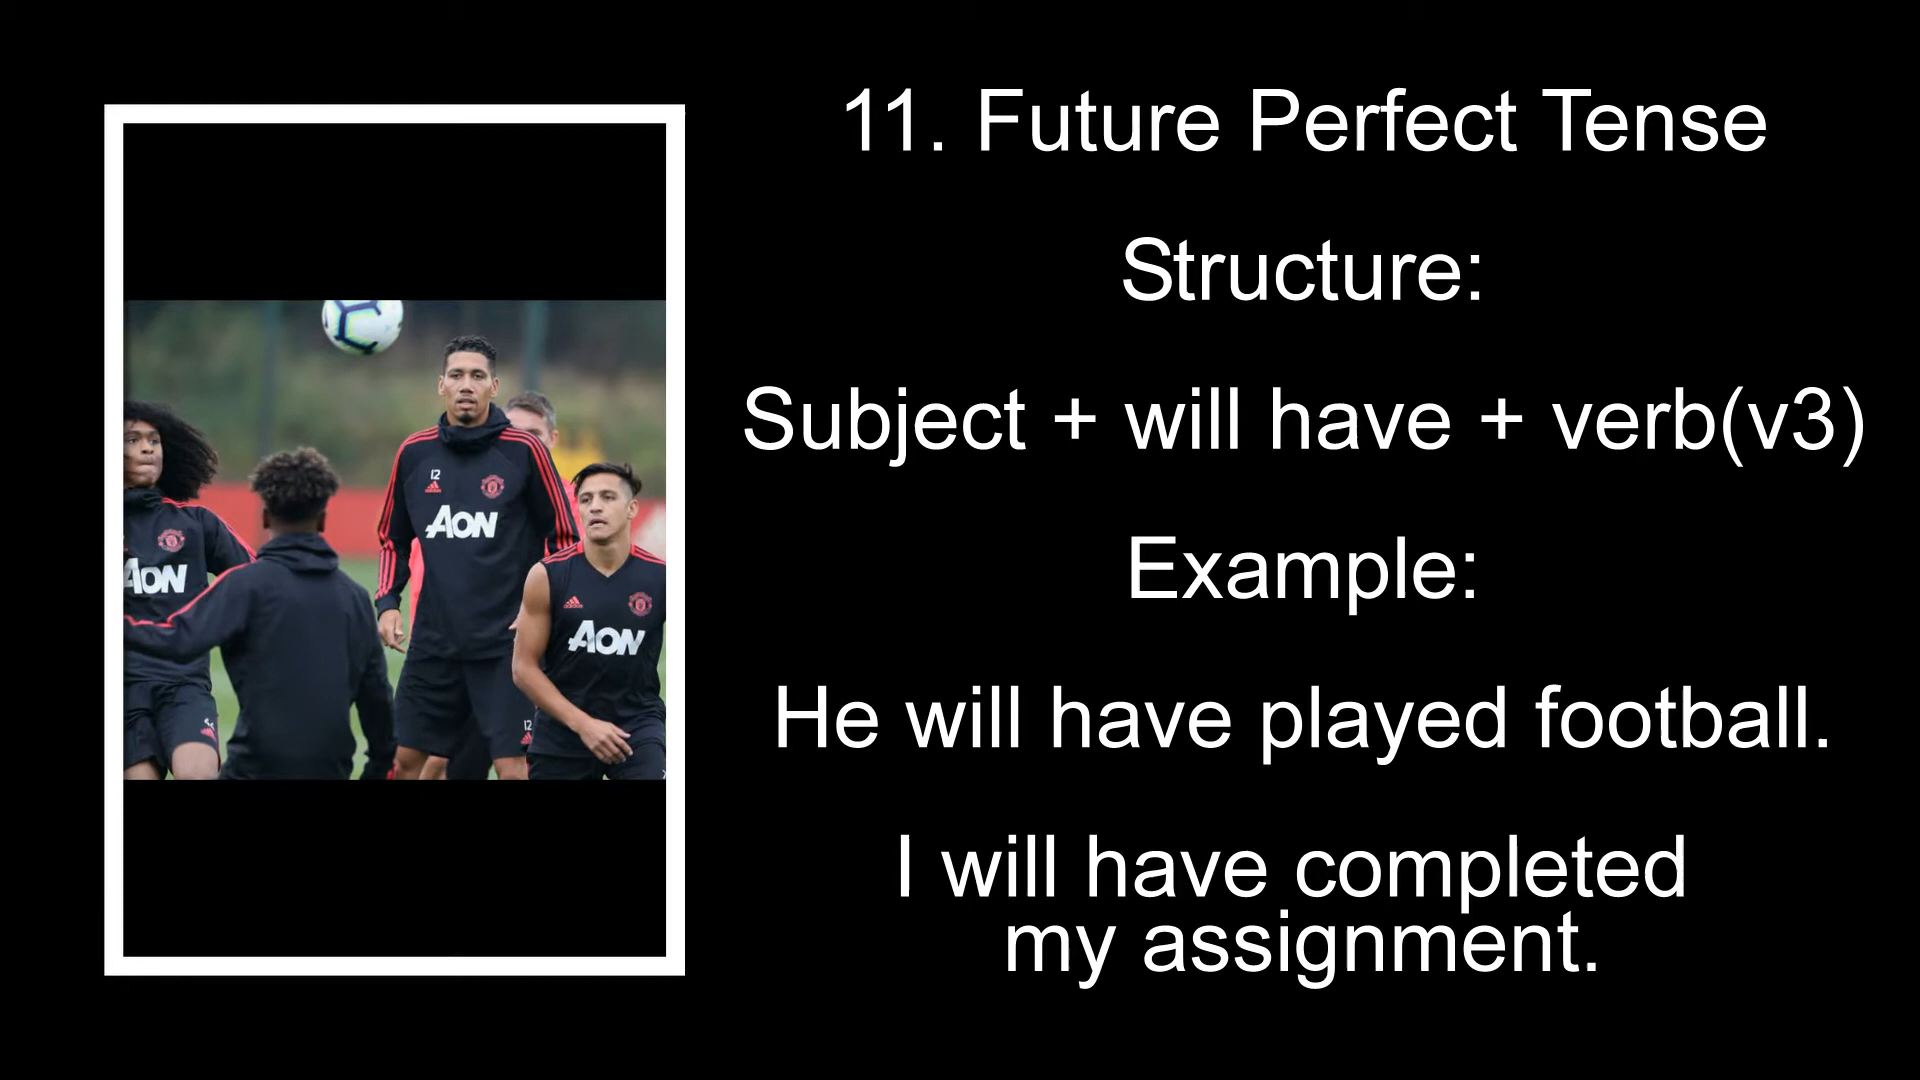 11. Future Perfect Tense
Structure:
Subject + will have + verb(v3)
Example:
He will have played football.
I will have completed
my assignment.
12
AON
AON
AON
12